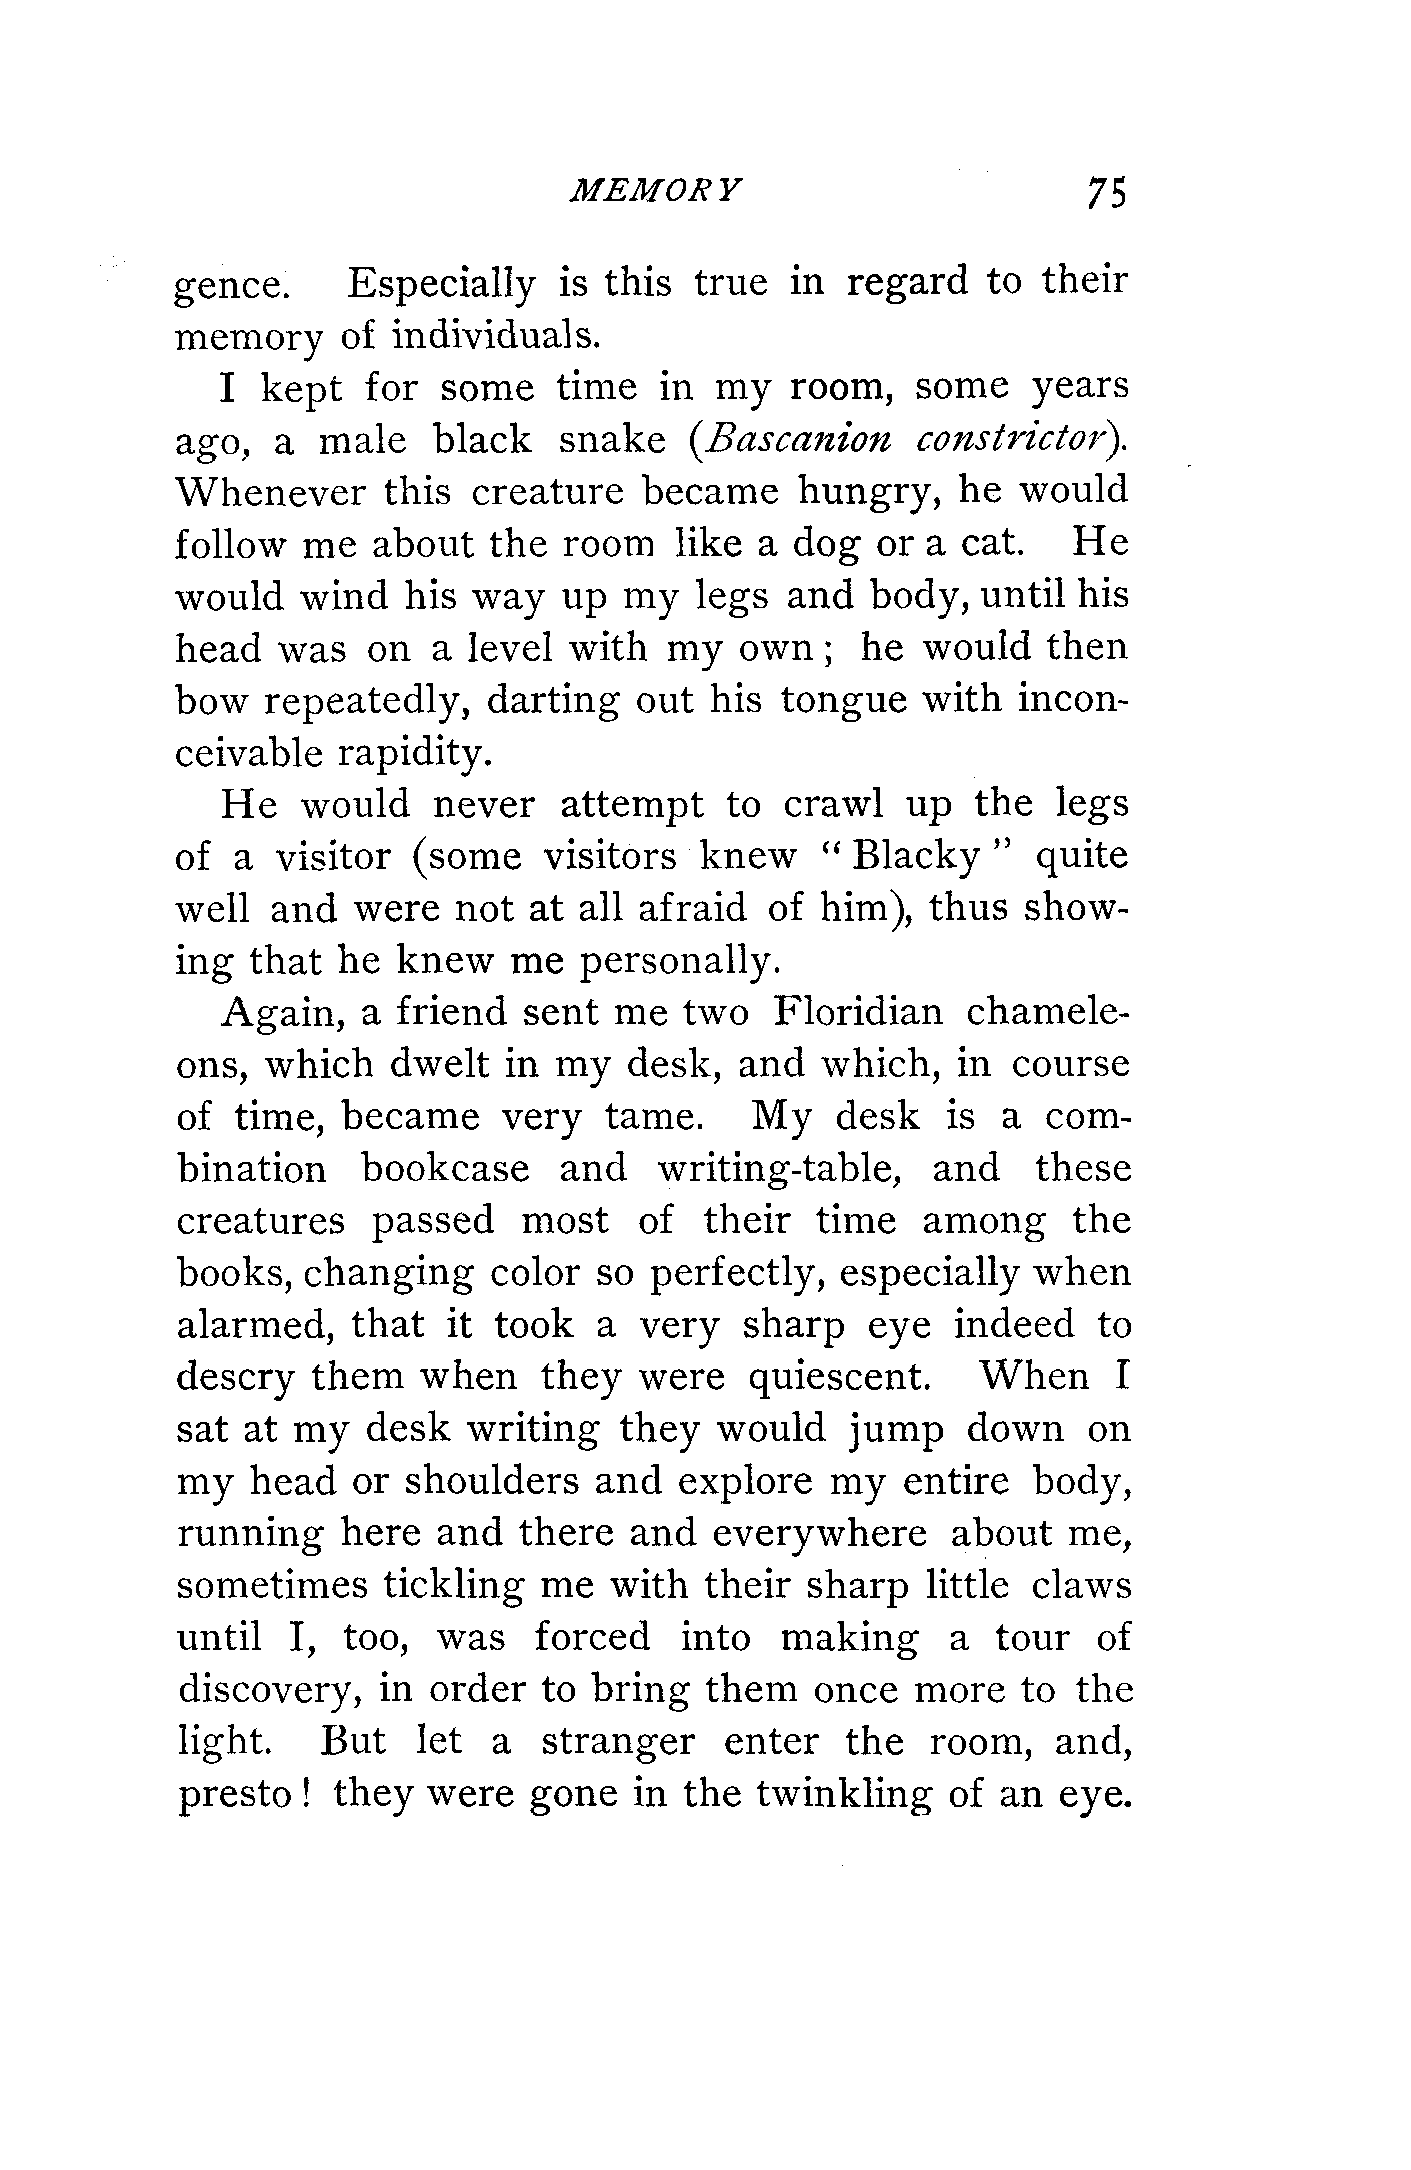 MEMORY 75
gence. Especially is this true in regard to their
memory of individuals.
I kept for some time in my room, some years
ago, a male black snake (Bascanion constrictor).
Whenever this creature became hungry, he would
follow me about the room like a dog or a cat. He
would wind his way up my legs and body, until his
head was on a level with my own; he would then
bow repeatedly, darting out his tongue with incon-
ceivable rapidity.
He would never attempt to crawl up the legs
of a visitor (some visitors knew "Blacky" quite
well and were not at all afraid of him), thus show-
ing that he knew me personally.
Again, a friend sent me two Floridian chamele-
ons, which dwelt in my desk, and which, in course
of time, became very tame. My desk is a com-
bination bookcase and writing-table, and these
creatures passed most of their time among the
books, changing color so perfectly, especially when
alarmed, that it took a very sharp eye indeed to
descry them when they were quiescent. When I
sat at my desk writing they would jump down on
my head or shoulders and explore my entire body,
running here and there and everywhere about me,
sometimes tickling me with their sharp little claws
until I, too, was forced into making a tour of
discovery, in order to bring them once more to the
light. But let a stranger enter the room, and,
presto! they were gone in the twinkling of an eye.